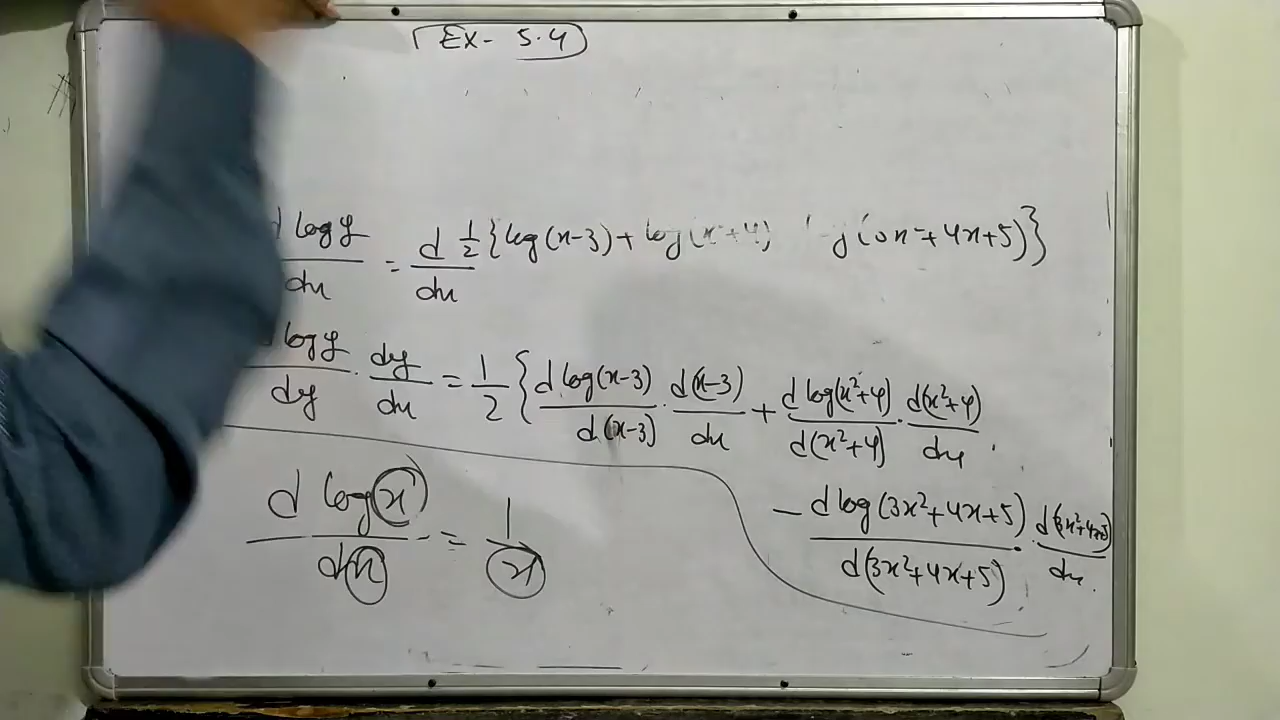 Ex- 5.4
d log y / dx = d/dx 1/2 {log(x-3) + log(x²+4) (3x²+4x+5)}
log y / dy · dy/dx = 1/2 { d log(x-3) / d(x-3) · d(x-3) / dx + d log(x²+4) / d(x²+4) · d(x²+4) / dx
- d log(3x²+4x+5) / d(3x²+4x+5) · d(3x²+4x+5) / dx
d log(x) / d(x) = 1/x